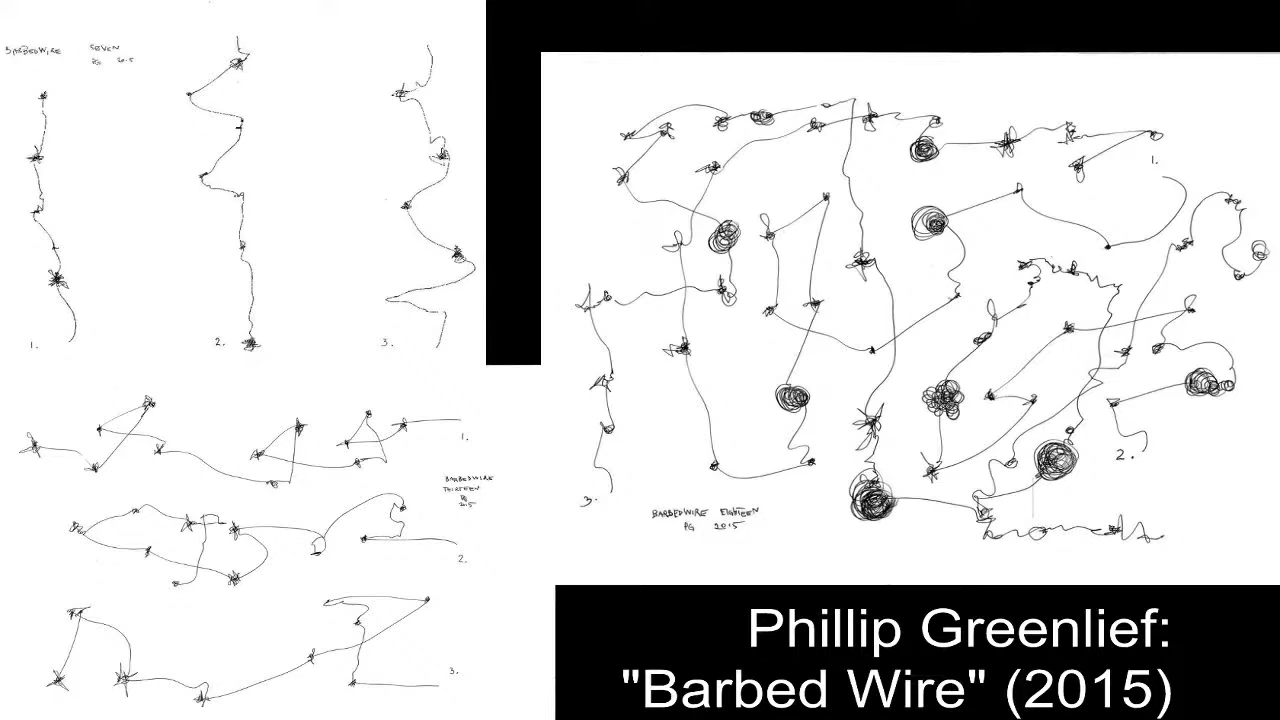 BARBEDWIRE SEVEN
PG 2015
1.
2.
3.
1.
BARBEDWIRE
THIRTEEN
PG
2015
2.
3.
1.
2.
3.
BARBEDWIRE EIGHTEEN
PG 2015
Phillip Greenlief:
"Barbed Wire" (2015)